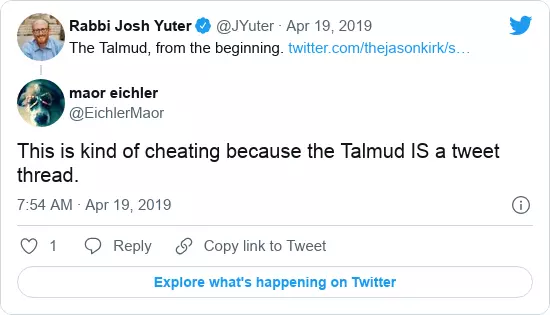 Rabbi Josh Yuter @JYuter · Apr 19, 2019
The Talmud, from the beginning. twitter.com/thejasonkirk/s…
maor eichler
@EichlerMaor
This is kind of cheating because the Talmud IS a tweet
thread.
7:54 AM · Apr 19, 2019
1 Reply Copy link to Tweet
Explore what's happening on Twitter